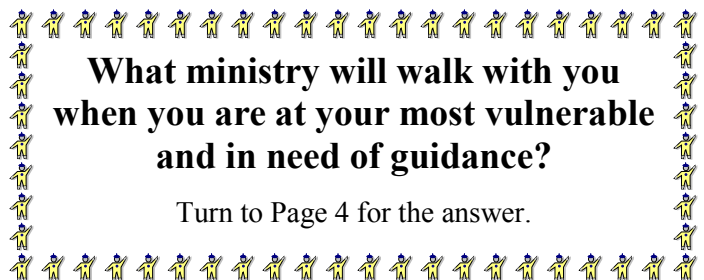 What ministry will walk with you
when you are at your most vulnerable
and in need of guidance?
Turn to Page 4 for the answer.